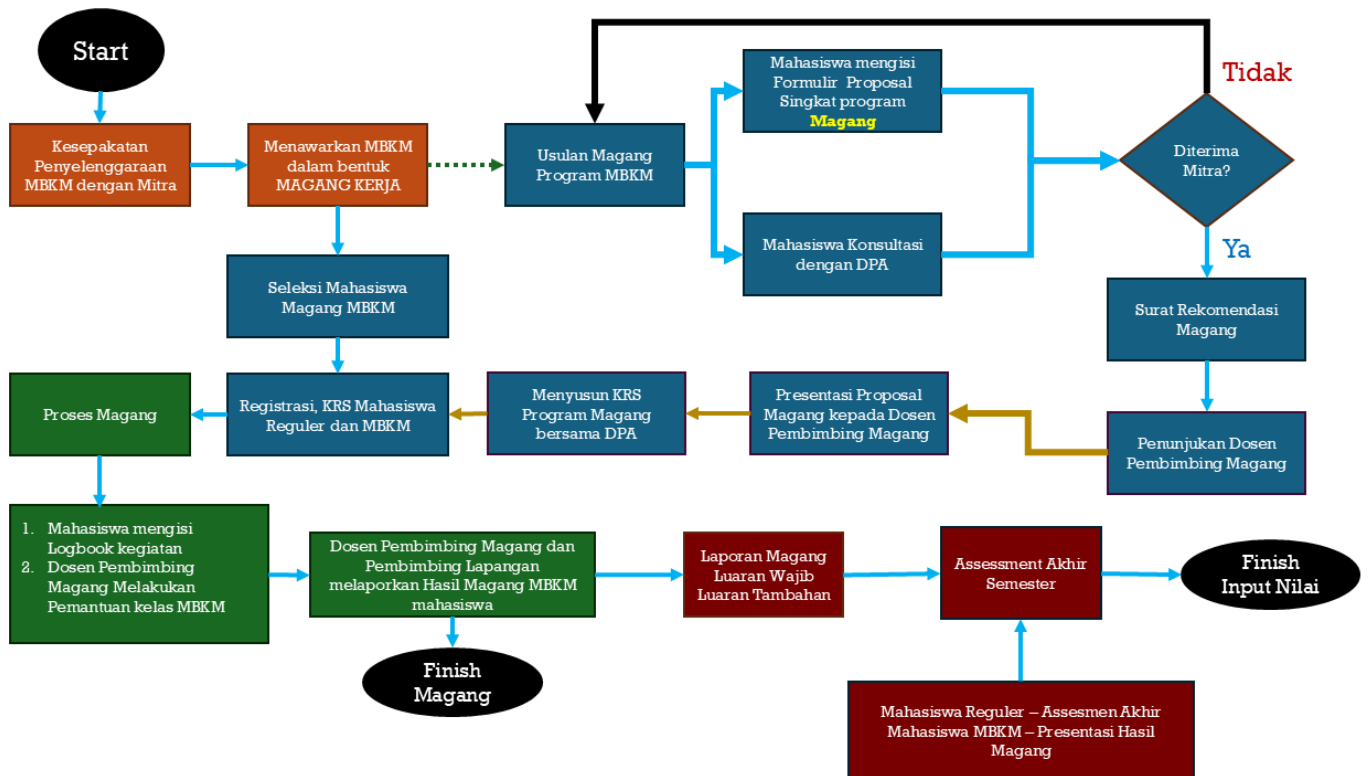 Start
Kesepakatan
Penyelenggaraan
MBKM dengan Mitra
Menawarkan MBKM
dalam bentuk
MAGANG KERJA
Usulan Magang
Program MBKM
Mahasiswa mengisi
Formulir Proposal
Singkat program
Magang
Mahasiswa Konsultasi
dengan DPA
Tidak
Diterima
Mitra?
Ya
Seleksi Mahasiswa
Magang MBKM
Surat Rekomendasi
Magang
Proses Magang
Registrasi, KRS Mahasiswa
Reguler dan MBKM
Menyusun KRS
Program Magang
bersama DPA
Presentasi Proposal
Magang kepada Dosen
Pembimbing Magang
Penunjukan Dosen
Pembimbing Magang
1. Mahasiswa mengisi
Logbook kegiatan
2. Dosen Pembimbing
Magang Melakukan
Pemantuan kelas MBKM
Dosen Pembimbing Magang dan
Pembimbing Lapangan
melaporkan Hasil Magang MBKM
mahasiswa
Laporan Magang
Luaran Wajib
Luaran Tambahan
Assessment Akhir
Semester
Finish
Input Nilai
Finish
Magang
Mahasiswa Reguler – Assesmen Akhir
Mahasiswa MBKM – Presentasi Hasil
Magang